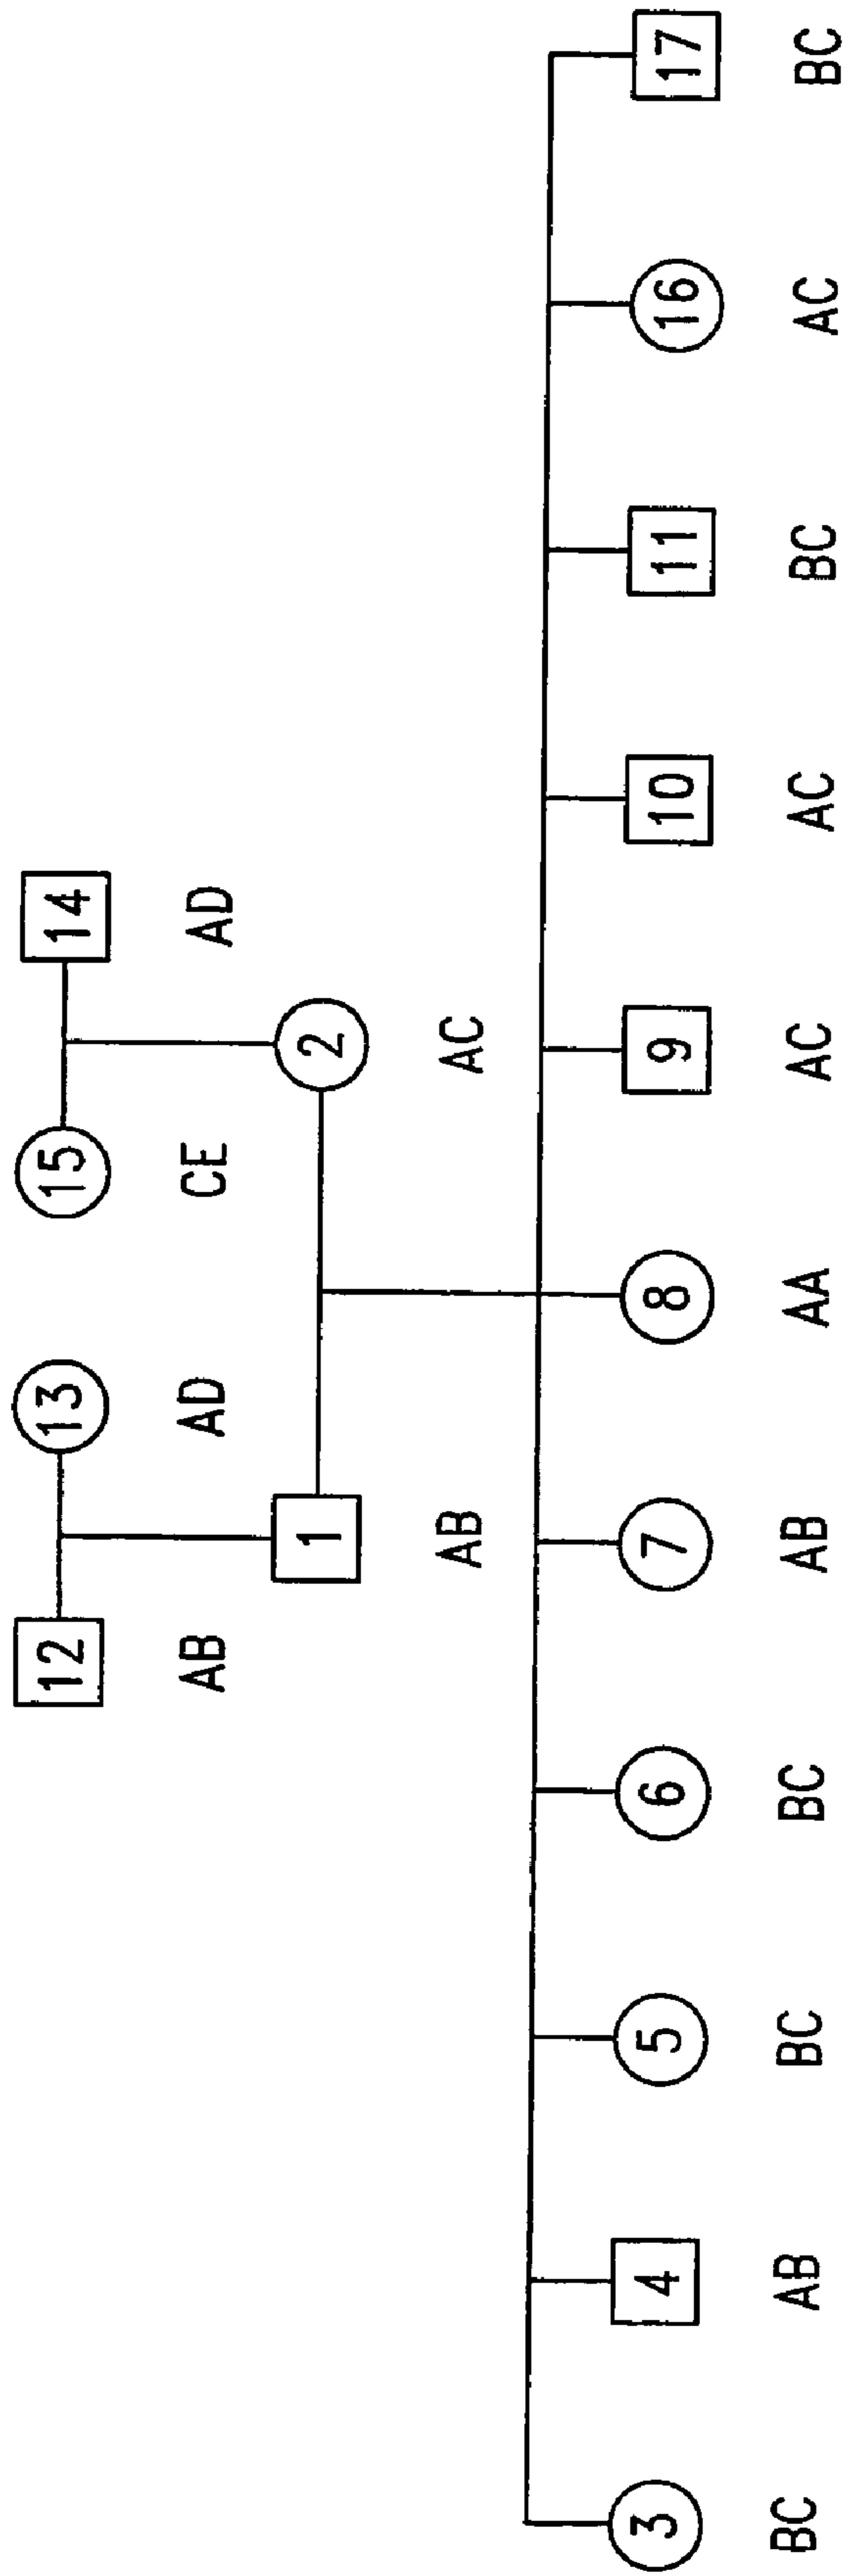 12 13 15 14
AB AD CE AD
1 2
AB AC
3 4 5 6 7 8 9 10 11 16 17
BC AB BC BC AB AA AC AC BC AC BC